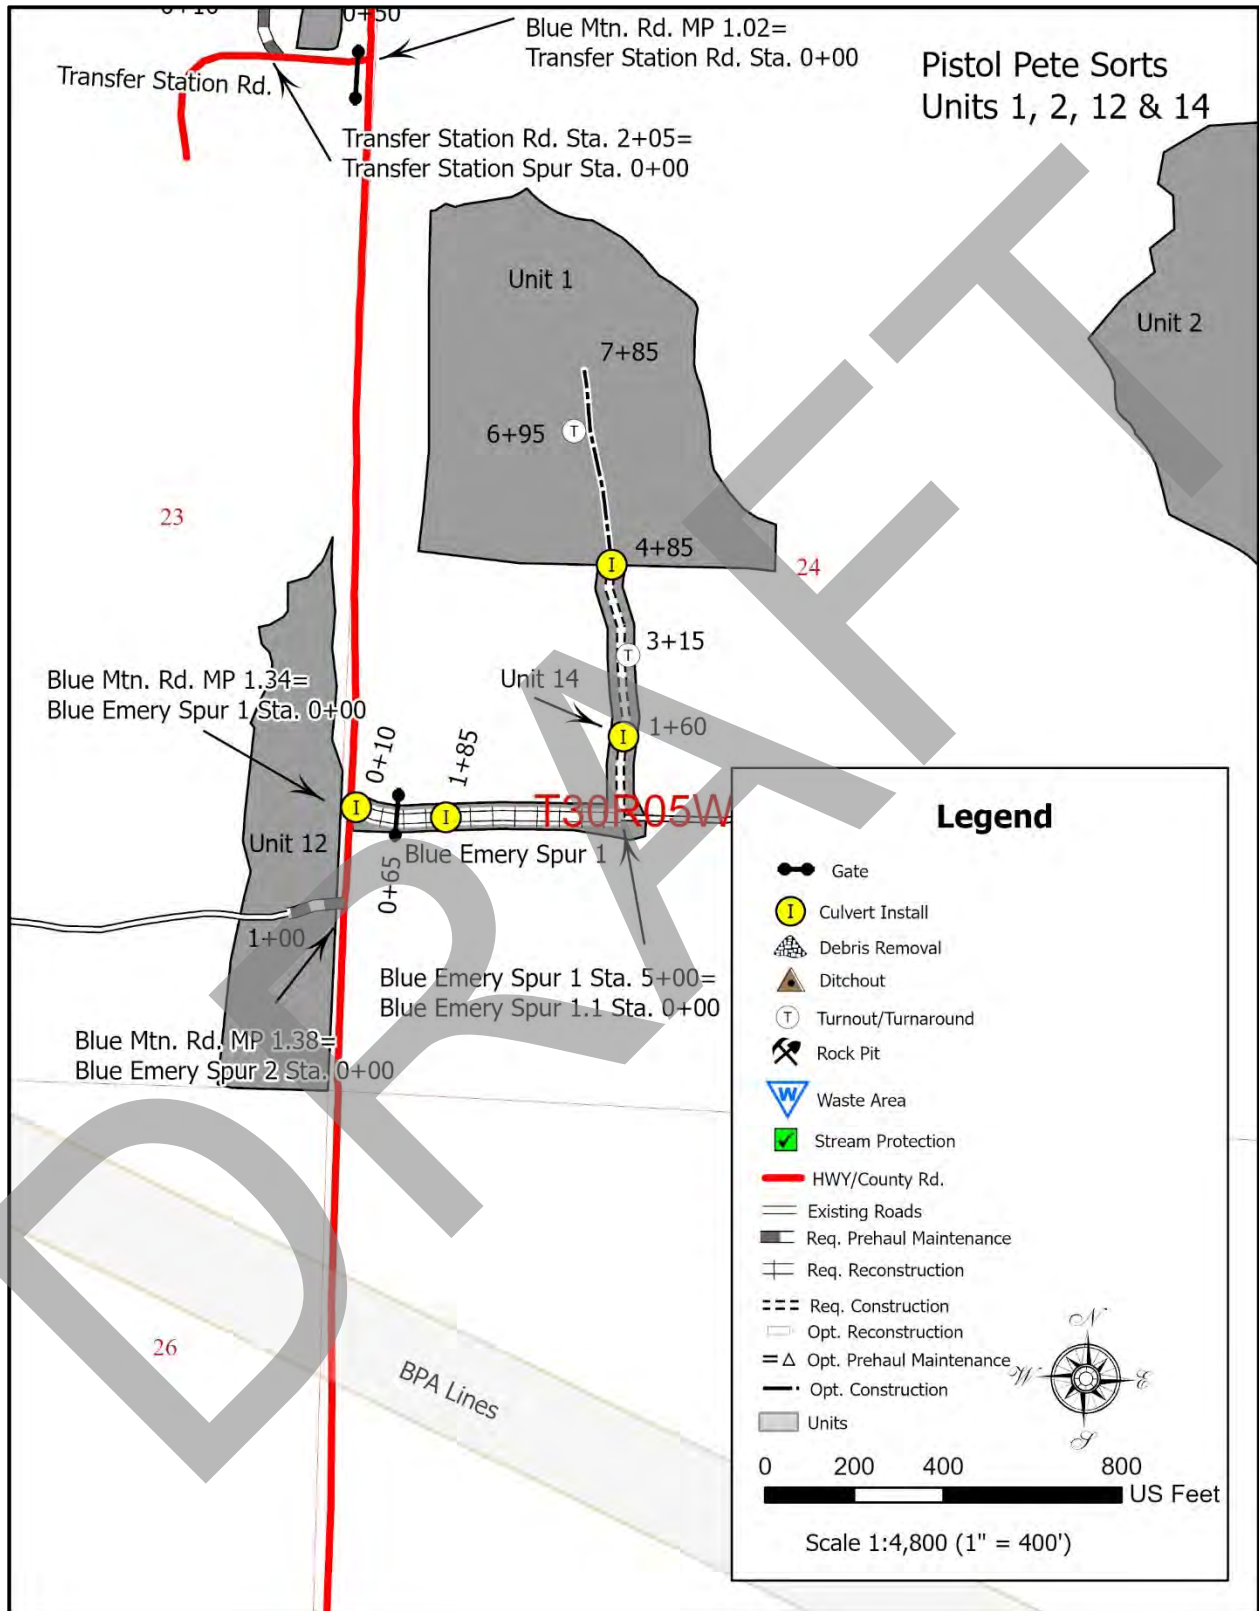 0+50
Blue Mtn. Rd. MP 1.02=
Transfer Station Rd. Sta. 0+00
Pistol Pete Sorts
Units 1, 2, 12 & 14
Transfer Station Rd.
Transfer Station Rd. Sta. 2+05=
Transfer Station Spur Sta. 0+00
Unit 1
Unit 2
7+85
6+95
23
4+85
24
3+15
Unit 14
Blue Mtn. Rd. MP 1.34=
Blue Emery Spur 1 Sta. 0+00
1+60
0+10
1+85
T30R05W
Unit 12
Blue Emery Spur 1
0+65
1+00
Blue Emery Spur 1 Sta. 5+00=
Blue Emery Spur 1.1 Sta. 0+00
Blue Mtn. Rd. MP 1.38=
Blue Emery Spur 2 Sta. 0+00
26
BPA Lines
DRAFT
Legend
Gate
I Culvert Install
Debris Removal
Ditchout
T Turnout/Turnaround
Rock Pit
W Waste Area
Stream Protection
HWY/County Rd.
Existing Roads
Req. Prehaul Maintenance
Req. Reconstruction
Req. Construction
Opt. Reconstruction
Opt. Prehaul Maintenance
Opt. Construction
Units
N
W E
S
0 200 400 800
US Feet
Scale 1:4,800 (1" = 400')